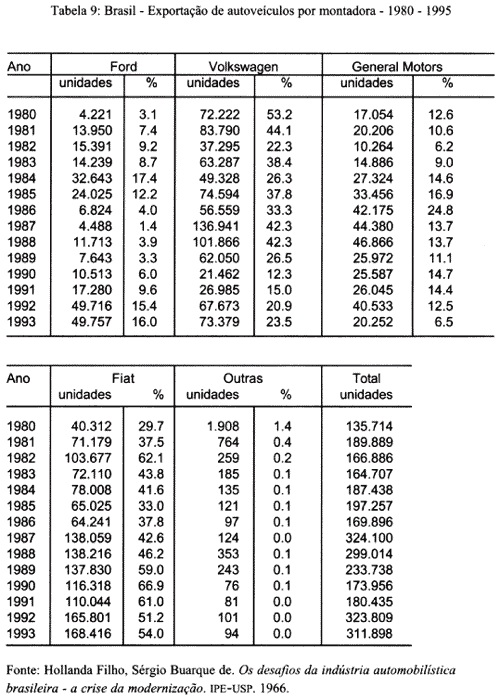 Tabela 9: Brasil - Exportação de autoveículos por montadora - 1980 - 1995
Ano Ford Volkswagen General Motors
unidades % unidades % unidades %
1980 4.221 3.1 72.222 53.2 17.054 12.6
1981 13.950 7.4 83.790 44.1 20.206 10.6
1982 15.391 9.2 37.295 22.3 10.264 6.2
1983 14.239 8.7 63.287 38.4 14.886 9.0
1984 32.643 17.4 49.328 26.3 27.324 14.6
1985 24.025 12.2 74.594 37.8 33.456 16.9
1986 6.824 4.0 56.559 33.3 42.175 24.8
1987 4.488 1.4 136.941 42.3 44.380 13.7
1988 11.713 3.9 101.866 42.3 46.866 13.7
1989 7.643 3.3 62.050 26.5 25.972 11.1
1990 10.513 6.0 21.462 12.3 25.587 14.7
1991 17.280 9.6 26.985 15.0 26.045 14.4
1992 49.716 15.4 67.673 20.9 40.533 12.5
1993 49.757 16.0 73.379 23.5 20.252 6.5
Ano Fiat Outras Total
unidades % unidades % unidades
1980 40.312 29.7 1.908 1.4 135.714
1981 71.179 37.5 764 0.4 189.889
1982 103.677 62.1 259 0.2 166.886
1983 72.110 43.8 185 0.1 164.707
1984 78.008 41.6 135 0.1 187.438
1985 65.025 33.0 121 0.1 197.257
1986 64.241 37.8 97 0.1 169.896
1987 138.059 42.6 124 0.0 324.100
1988 138.216 46.2 353 0.1 299.014
1989 137.830 59.0 243 0.1 233.738
1990 116.318 66.9 76 0.1 173.956
1991 110.044 61.0 81 0.0 180.435
1992 165.801 51.2 101 0.0 323.809
1993 168.416 54.0 94 0.0 311.898
Fonte: Hollanda Filho, Sérgio Buarque de. Os desafios da indústria automobilística
brasileira - a crise da modernização. IPE-USP. 1966.